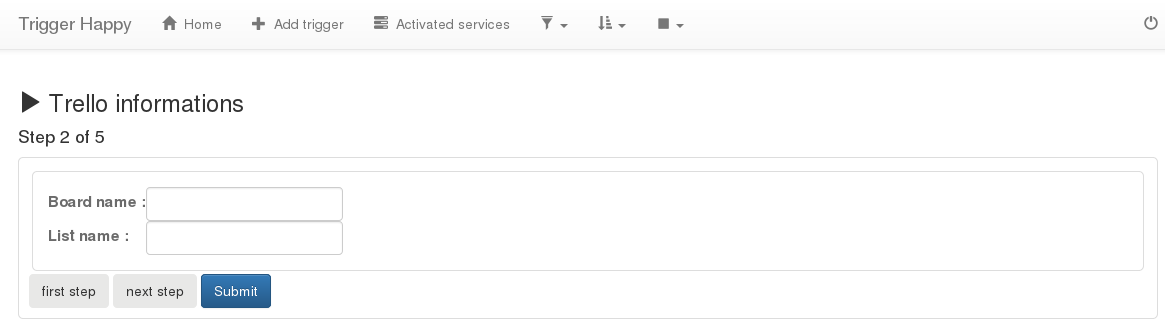 Trigger Happy Home Add trigger Activated services
Trello informations
Step 2 of 5
Board name :
List name :
first step next step Submit